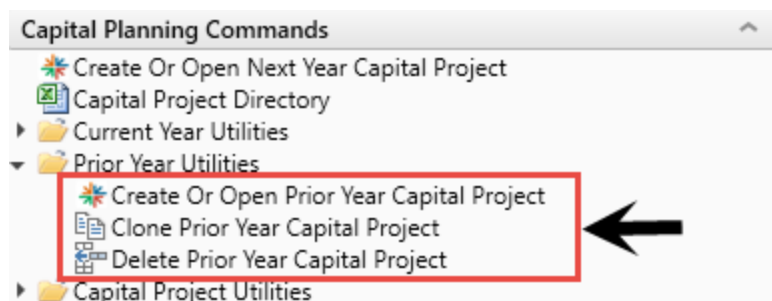 Capital Planning Commands
Create Or Open Next Year Capital Project
Capital Project Directory
Current Year Utilities
Prior Year Utilities
Create Or Open Prior Year Capital Project
Clone Prior Year Capital Project
Delete Prior Year Capital Project
Capital Project Utilities